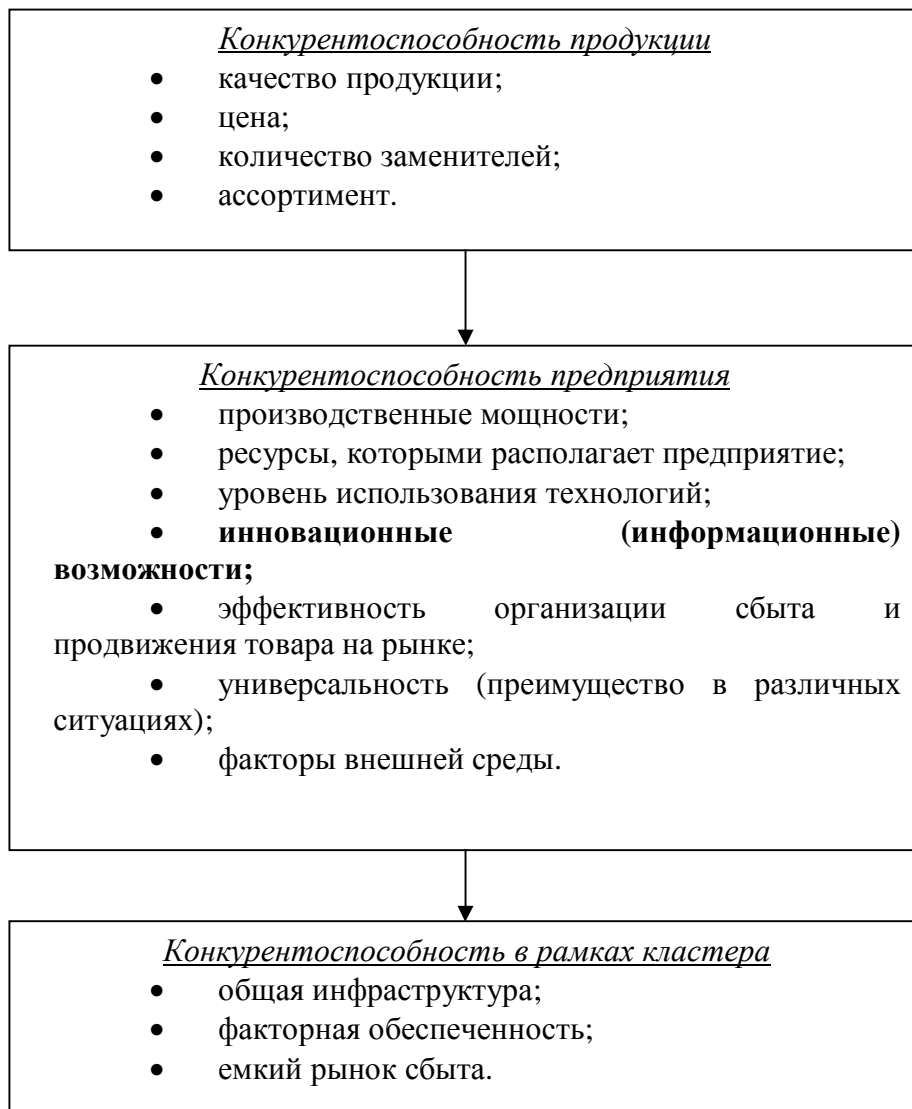 Конкурентоспособность продукции
• качество продукции;
• цена;
• количество заменителей;
• ассортимент.
Конкурентоспособность предприятия
• производственные мощности;
• ресурсы, которыми располагает предприятие;
• уровень использования технологий;
• инновационные (информационные)
возможности;
• эффективность организации сбыта и
продвижения товара на рынке;
• универсальность (преимущество в различных
ситуациях);
• факторы внешней среды.
Конкурентоспособность в рамках кластера
• общая инфраструктура;
• факторная обеспеченность;
• емкий рынок сбыта.